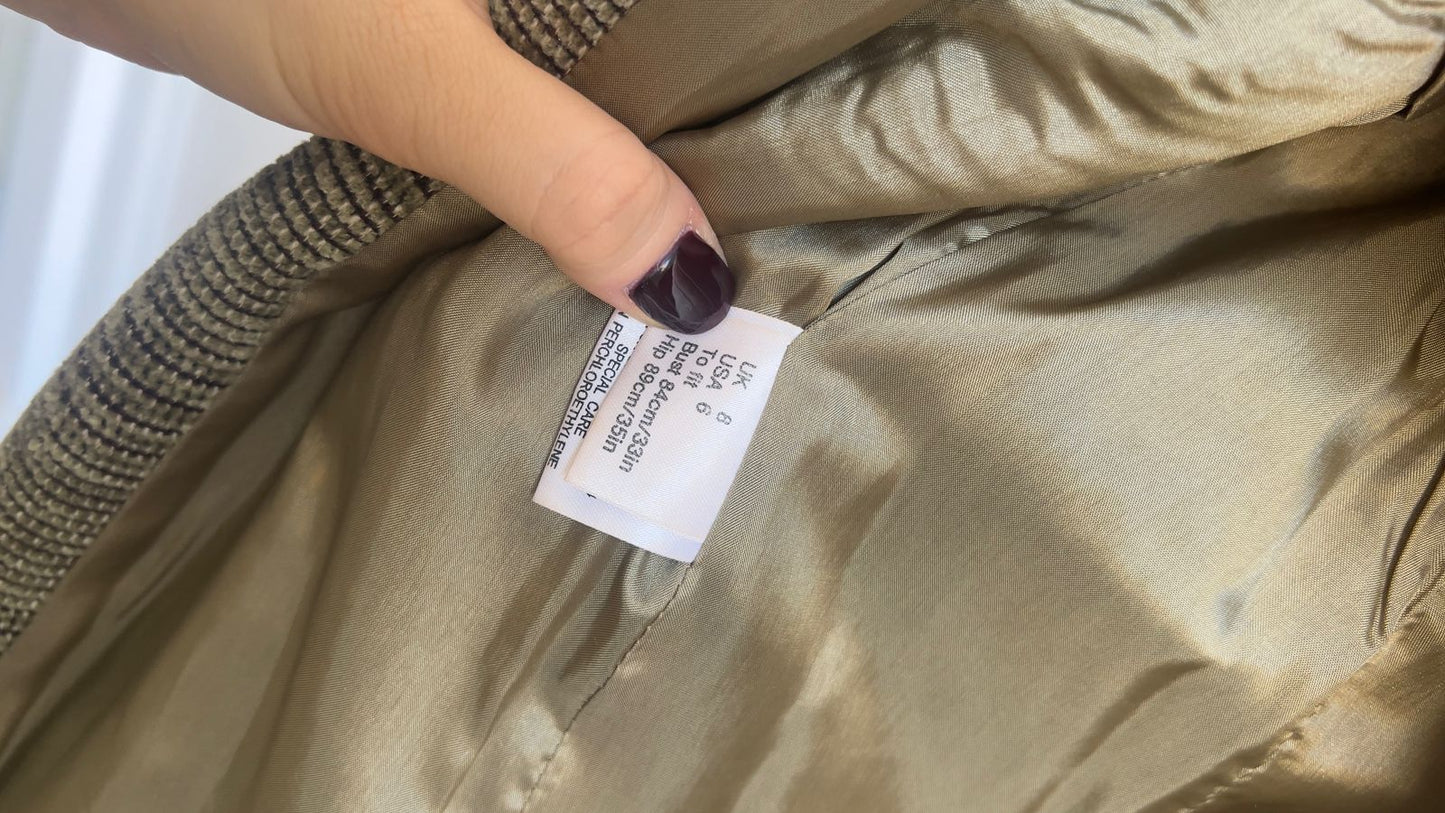 UK 8
USA 6
To fit
Bust 84cm/33in
Hip 89cm/35in
SPECIAL CARE
PERCHLOROETHYLENE